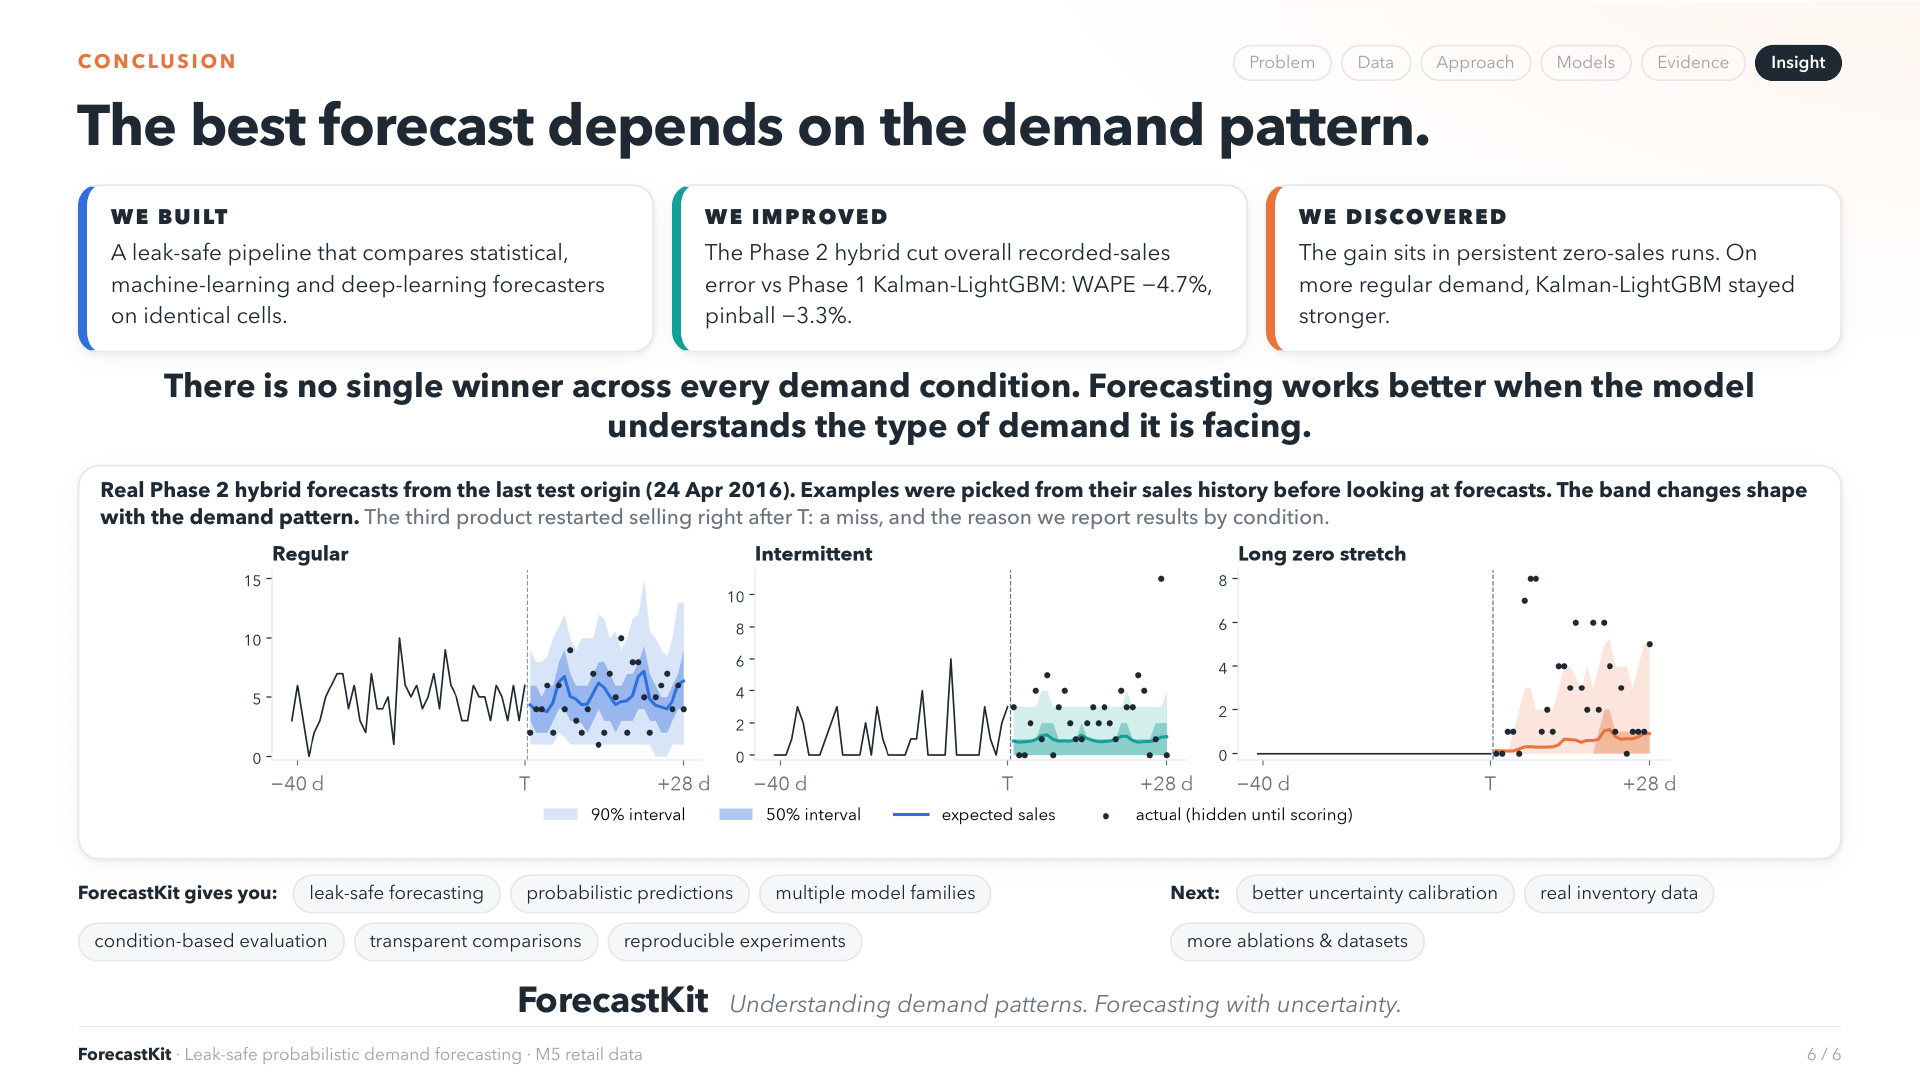 CONCLUSION
Problem
Data
Approach
Models
Evidence
Insight
The best forecast depends on the demand pattern.
WE BUILT
A leak-safe pipeline that compares statistical,
machine-learning and deep-learning forecasters
on identical cells.
WE IMPROVED
The Phase 2 hybrid cut overall recorded-sales
error vs Phase 1 Kalman-LightGBM: WAPE −4.7%,
pinball −3.3%.
WE DISCOVERED
The gain sits in persistent zero-sales runs. On
more regular demand, Kalman-LightGBM stayed
stronger.
There is no single winner across every demand condition. Forecasting works better when the model
understands the type of demand it is facing.
Real Phase 2 hybrid forecasts from the last test origin (24 Apr 2016). Examples were picked from their sales history before looking at forecasts. The band changes shape
with the demand pattern. The third product restarted selling right after T: a miss, and the reason we report results by condition.
Regular
15
10
5
0
−40 d
T
+28 d
Intermittent
10
8
6
4
2
0
−40 d
T
+28 d
Long zero stretch
8
6
4
2
0
−40 d
T
+28 d
90% interval
50% interval
expected sales
actual (hidden until scoring)
ForecastKit gives you:
leak-safe forecasting
probabilistic predictions
multiple model families
condition-based evaluation
transparent comparisons
reproducible experiments
Next:
better uncertainty calibration
real inventory data
more ablations & datasets
ForecastKit Understanding demand patterns. Forecasting with uncertainty.
ForecastKit · Leak-safe probabilistic demand forecasting · M5 retail data
6 / 6